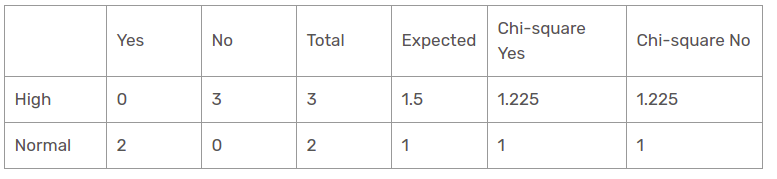 Yes No Total Expected Chi-square Yes Chi-square No
High 0 3 3 1.5 1.225 1.225
Normal 2 0 2 1 1 1